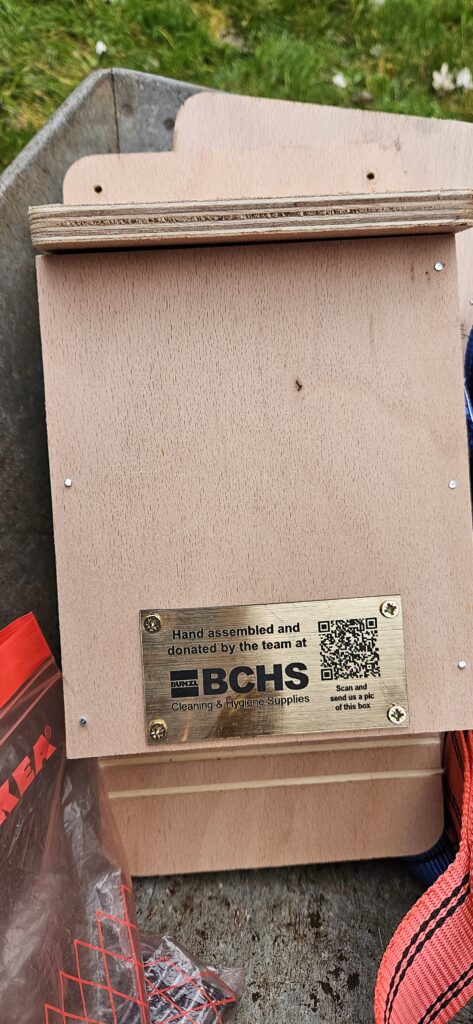 Hand assembled and
donated by the team at
BUNZL
BCHS
Cleaning & Hygiene Supplies
Scan and
send us a pic
of this box
KEA